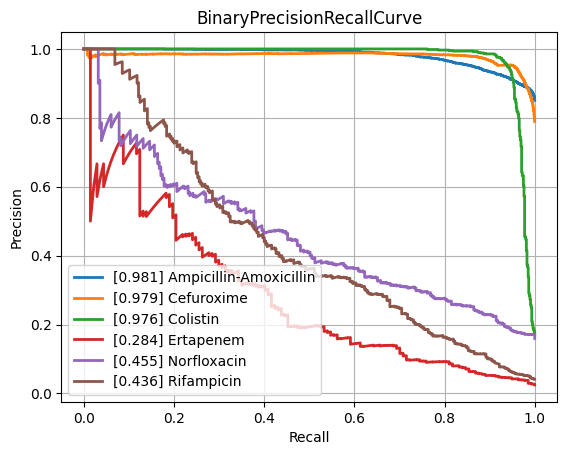 BinaryPrecisionRecallCurve
Precision
1.0
0.8
0.6
0.4
0.2
0.0
[0.981] Ampicillin-Amoxicillin
[0.979] Cefuroxime
[0.976] Colistin
[0.284] Ertapenem
[0.455] Norfloxacin
[0.436] Rifampicin
0.0 0.2 0.4 0.6 0.8 1.0
Recall